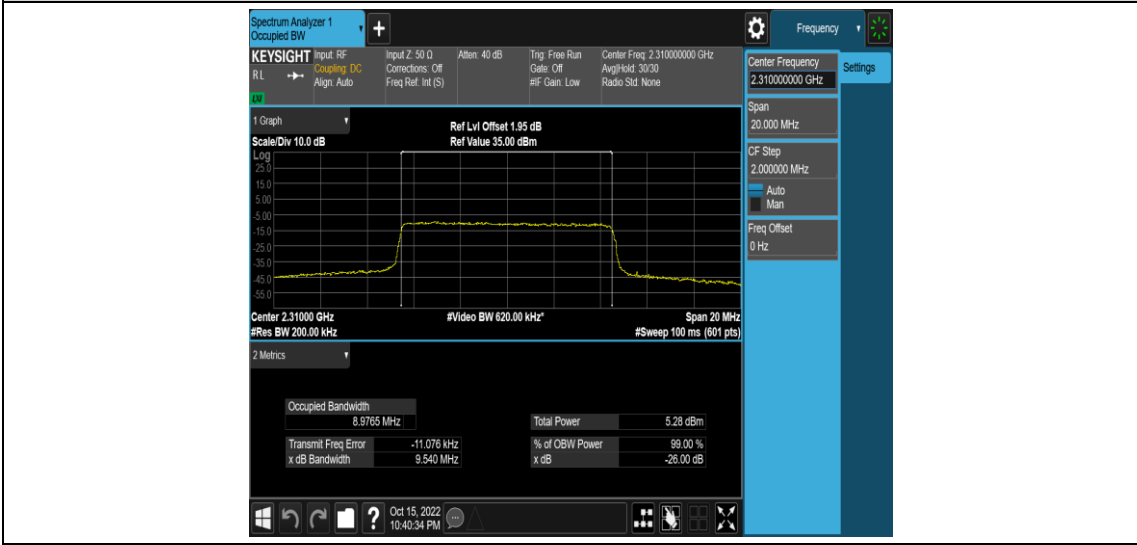 Spectrum Analyzer 1
Occupied BW
+
Frequency
KEYSIGHT
RL
LXI
Input: RF
Coupling: DC
Align: Auto
Input Z: 50 Ω
Corrections: Off
Freq Ref: Int (S)
Atten: 40 dB
Trig: Free Run
Gate: Off
#IF Gain: Low
Center Freq: 2.310000000 GHz
Avg|Hold: 30/30
Radio Std: None
Center Frequency
2.310000000 GHz
Settings
Span
20.000 MHz
CF Step
2.000000 MHz
Auto
Man
Freq Offset
0 Hz
1 Graph
Ref Lvl Offset 1.95 dB
Scale/Div 10.0 dB
Ref Value 35.00 dBm
Log
25.0
15.0
5.00
-5.00
-15.0
-25.0
-35.0
-45.0
-55.0
Center 2.31000 GHz
#Video BW 620.00 kHz*
Span 20 MHz
#Res BW 200.00 kHz
#Sweep 100 ms (601 pts)
2 Metrics
Occupied Bandwidth
8.9765 MHz
Total Power 5.28 dBm
Transmit Freq Error -11.076 kHz
% of OBW Power 99.00 %
x dB Bandwidth 9.540 MHz
x dB -26.00 dB
?
Oct 15, 2022
10:40:34 PM